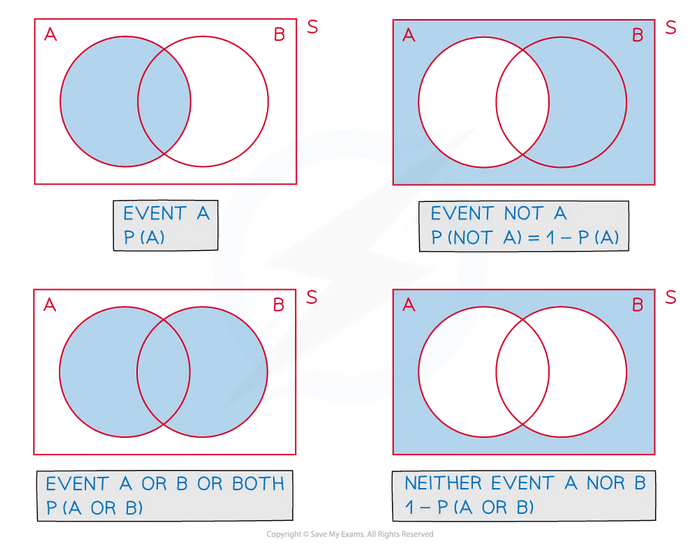 A B S
EVENT A
P (A)
A B S
EVENT NOT A
P (NOT A) = 1 – P (A)
A B S
EVENT A OR B OR BOTH
P (A OR B)
A B S
NEITHER EVENT A NOR B
1 – P (A OR B)
Copyright © Save My Exams. All Rights Reserved